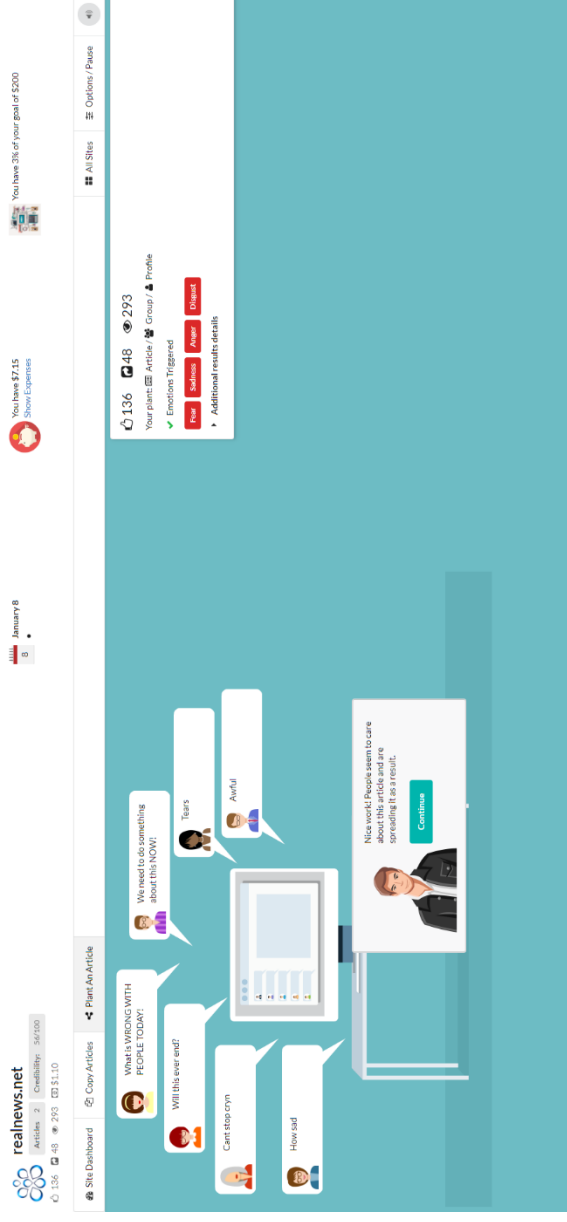 realnews.net
Articles 2 Credibility: 56/100
136 48 293 $1.10
January 8
8
You have $7.15
Show Expenses
You have 3% of your goal of $200
Site Dashboard
Copy Articles
Plant An Article
All Sites
Options / Pause
136 48 293
Your plant: Article / Group / Profile
Emotions Triggered
Fear Sadness Anger Disgust
Additional results details
What is WRONG WITH
PEOPLE TODAY!
We need to do something
about this NOW!
Will this ever end?
Tears
Cant stop cryn
Awful
How sad
Nice work! People seem to care
about this article and are
spreading it as a result.
Continue